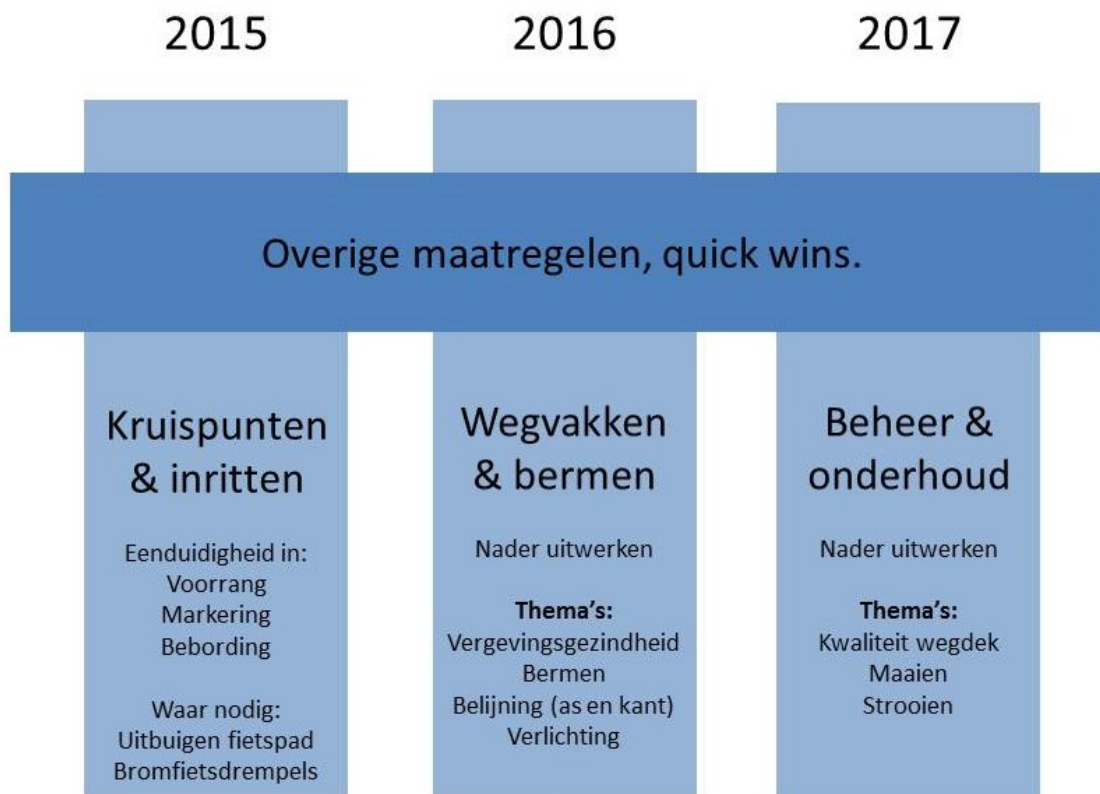 2015
2016
2017
Overige maatregelen, quick wins.
Kruispunten
& inritten
Eenduidigheid in:
Voorrang
Markering
Bebording
Waar nodig:
Uitbuigen fietspad
Bromfietsdrempels
Wegvakken
& bermen
Nader uitwerken
Thema's:
Vergevingsgezindheid
Bermen
Belijning (as en kant)
Verlichting
Beheer &
onderhoud
Nader uitwerken
Thema's:
Kwaliteit wegdek
Maaien
Strooien